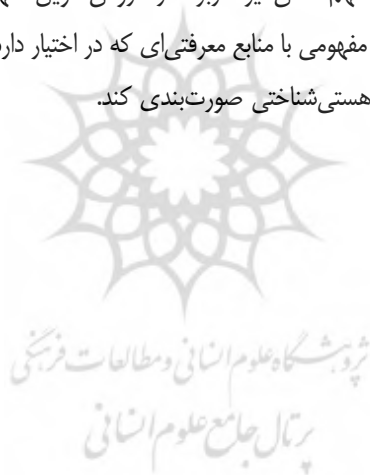 مفهومی با منابع معرفتی‌ای که در اختیار دارد
هستی‌شناختی صورت‌بندی کند.
پژوهشگاه علوم انسانی و مطالعات فرهنگی
پرتال جامع علوم انسانی